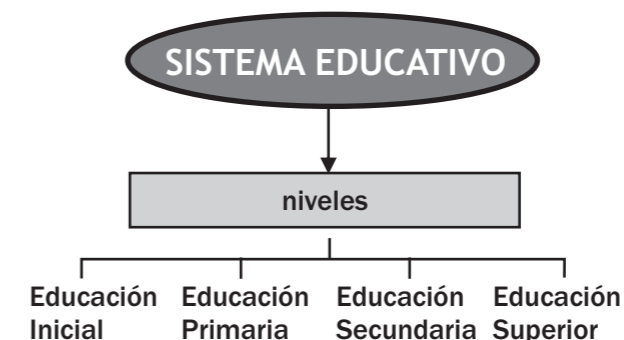 SISTEMA EDUCATIVO
niveles
Educación Inicial
Educación Primaria
Educación Secundaria
Educación Superior